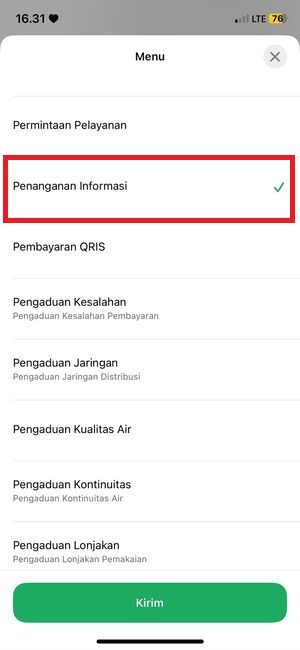 16.31
LTE 76
Menu
Permintaan Pelayanan
Penanganan Informasi
Pembayaran QRIS
Pengaduan Kesalahan
Pengaduan Kesalahan Pembayaran
Pengaduan Jaringan
Pengaduan Jaringan Distribusi
Pengaduan Kualitas Air
Pengaduan Kontinuitas
Pengaduan Kontinuitas Air
Pengaduan Lonjakan
Pengaduan Lonjakan Pemakaian
Kirim